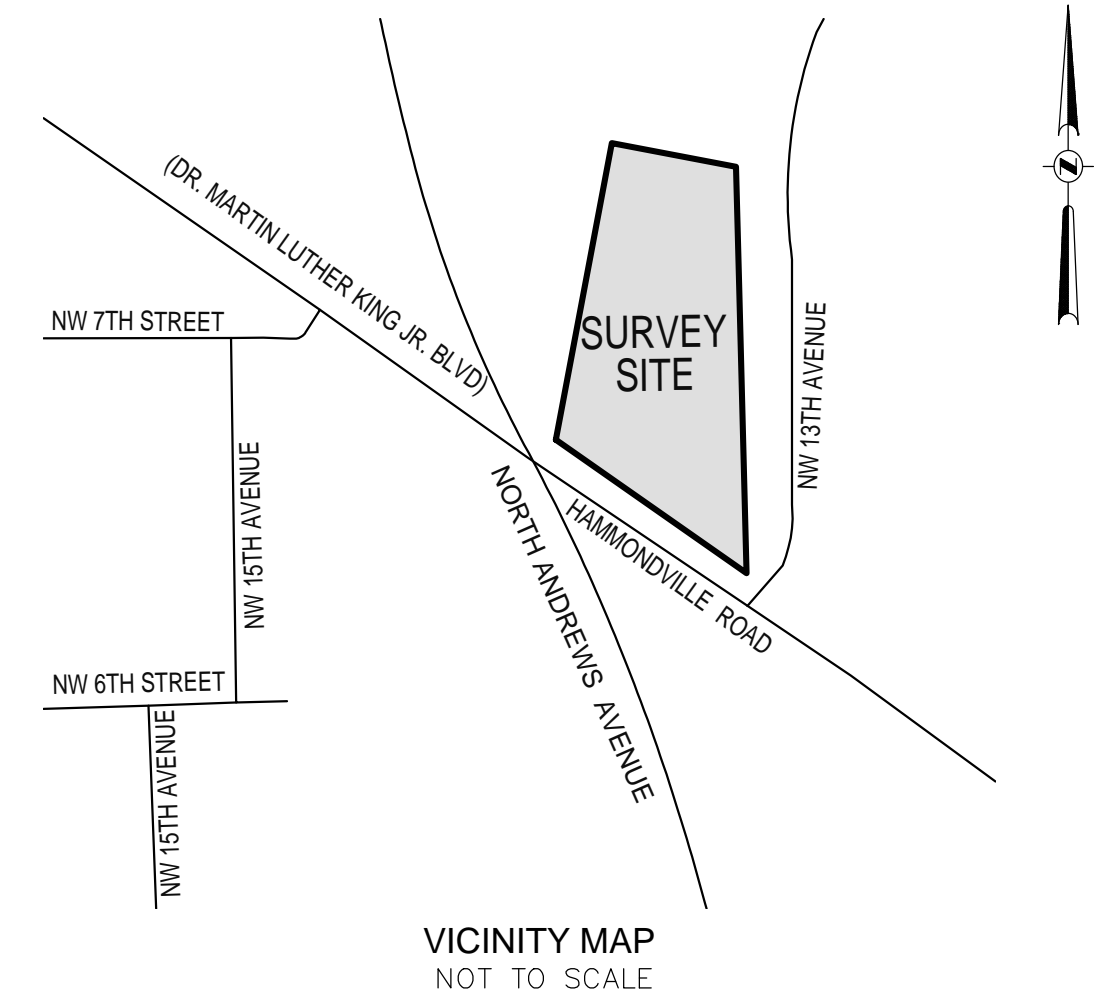 (DR. MARTIN LUTHER KING JR. BLVD)
N
NW 7TH STREET
SURVEY
SITE
NW 13TH AVENUE
NW 15TH AVENUE
HAMMONDVILLE ROAD
NORTH ANDREWS AVENUE
NW 6TH STREET
NW 15TH AVENUE
VICINITY MAP
NOT TO SCALE